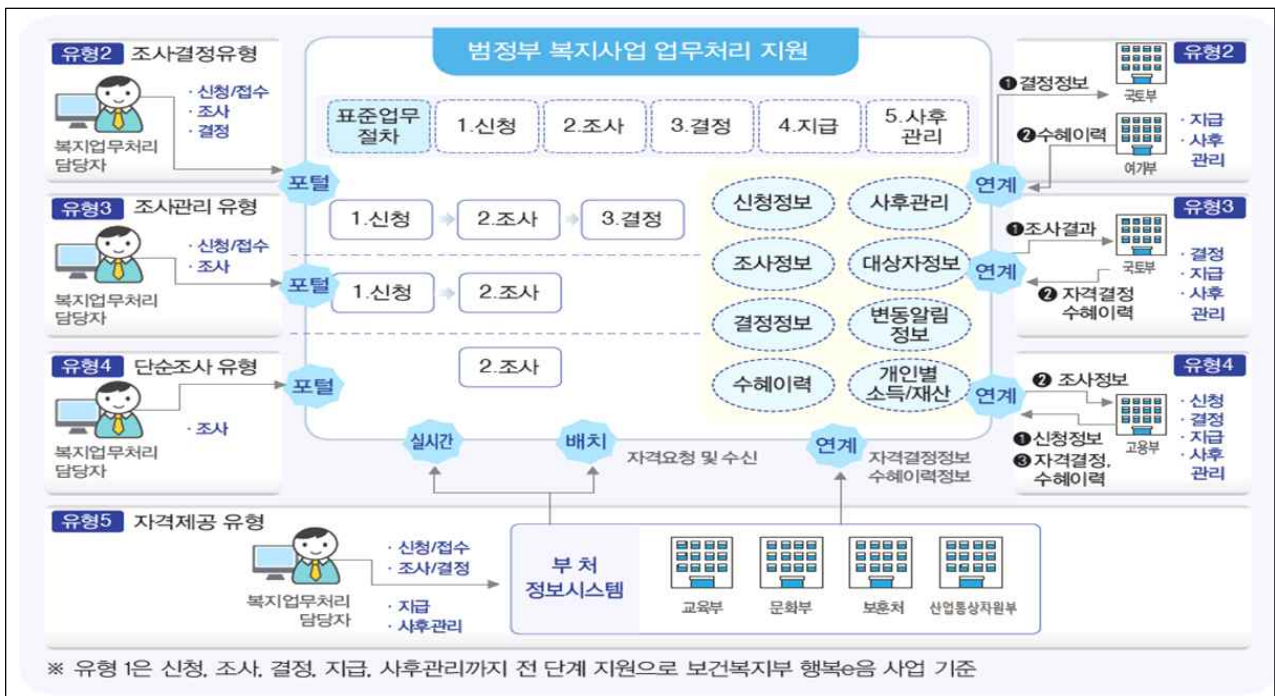 범정부 복지사업 업무처리 지원
유형2 조사결정유형
· 신청/접수
· 조사
· 결정
복지업무처리
담당자
포털
유형3 조사관리 유형
· 신청/접수
· 조사
복지업무처리
담당자
포털
유형4 단순조사 유형
· 조사
복지업무처리
담당자
포털
표준업무
절차
1.신청
2.조사
3.결정
4.지급
5.사후
관리
1.신청
2.조사
3.결정
1.신청
2.조사
2.조사
신청정보
사후관리
조사정보
대상자정보
결정정보
변동알림
정보
수혜이력
개인별
소득/재산
연계
❶결정정보
❷수혜이력
유형2
국토부
여가부
· 지급
· 사후
관리
연계
❶조사결과
❷ 자격결정
수혜이력
유형3
국토부
· 결정
· 지급
· 사후
관리
연계
❷ 조사정보
❶신청정보
❸자격결정,
수혜이력
유형4
고용부
· 신청
· 결정
· 지급
· 사후
관리
실시간
배치
자격요청 및 수신
연계
자격결정정보
수혜이력정보
유형5 자격제공 유형
복지업무처리
담당자
· 신청/접수
· 조사/결정
· 지급
· 사후관리
부 처
정보시스템
교육부
문화부
보훈처
산업통상자원부
※ 유형 1은 신청, 조사, 결정, 지급, 사후관리까지 전 단계 지원으로 보건복지부 행복e음 사업 기준